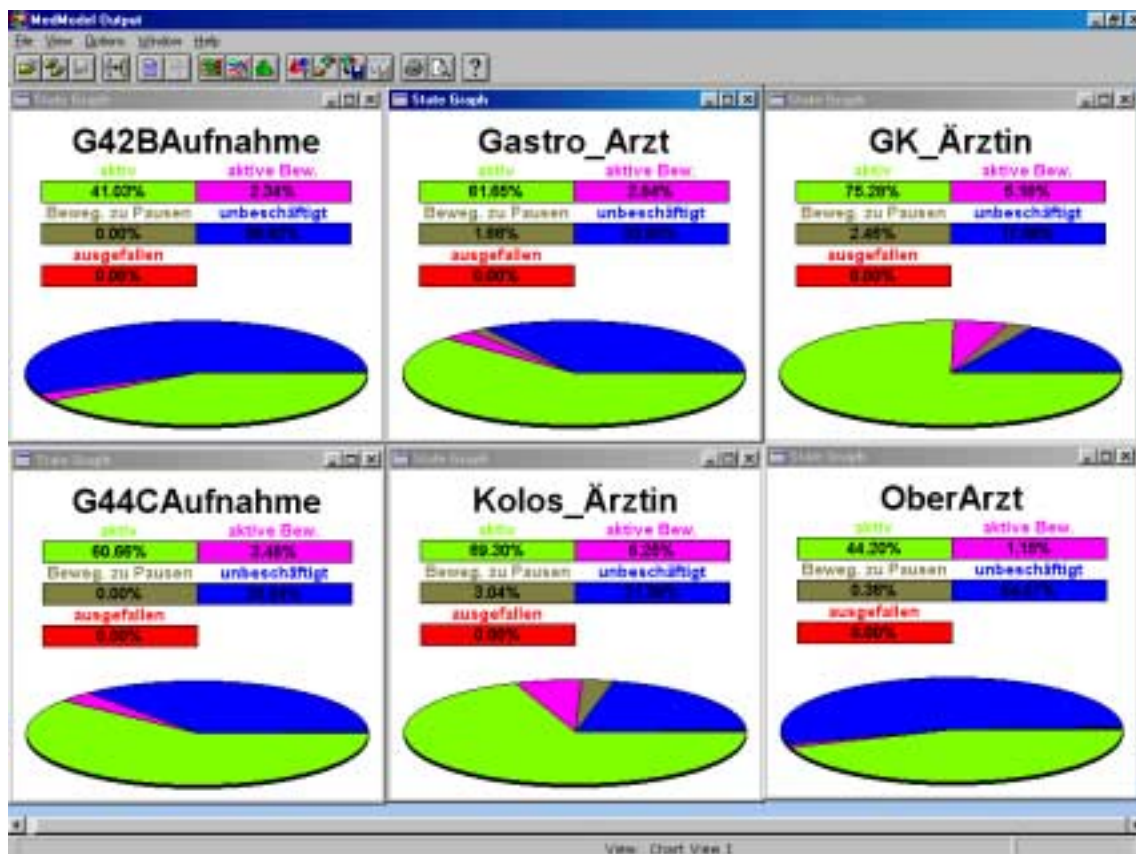 MedModel Output
File View Options Window Help
State Graph
G42BAufnahme
aktiv aktive Bew.
41.03% 2.34%
Beweg. zu Pausen unbeschäftigt
0.00%
ausgefallen
0.00%
State Graph
Gastro_Arzt
aktiv aktive Bew.
61.65% 2.84%
Beweg. zu Pausen unbeschäftigt
1.66%
ausgefallen
0.00%
State Graph
GK_Ärztin
aktiv aktive Bew.
75.28% 5.18%
Beweg. zu Pausen unbeschäftigt
2.46%
ausgefallen
0.00%
State Graph
G44CAufnahme
aktiv aktive Bew.
60.66% 3.48%
Beweg. zu Pausen unbeschäftigt
0.00%
ausgefallen
0.00%
State Graph
Kolos_Ärztin
aktiv aktive Bew.
69.30% 6.28%
Beweg. zu Pausen unbeschäftigt
3.04%
ausgefallen
0.00%
State Graph
OberArzt
aktiv aktive Bew.
44.20% 1.18%
Beweg. zu Pausen unbeschäftigt
0.36%
ausgefallen
0.00%
View: Chart View 1